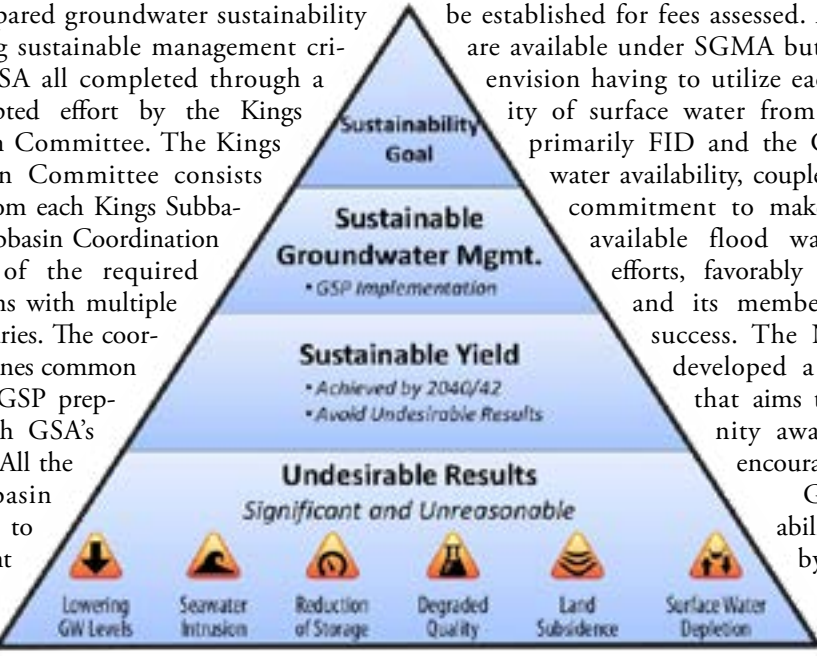 pared groundwater sustainability
g sustainable management cri-
SA all completed through a
pted effort by the Kings
n Committee. The Kings
n Committee consists
om each Kings Subba-
bbasin Coordination
of the required
ns with multiple
ries. The coor-
nes common
GSP prep-
h GSA's
All the
basin
to
nt
Sustainability
Goal
Sustainable
Groundwater Mgmt.
• GSP Implementation
Sustainable Yield
• Achieved by 2040/42
• Avoid Undesirable Results
Undesirable Results
Significant and Unreasonable
Lowering
GW Levels
Seawater
Intrusion
Reduction
of Storage
Degraded
Quality
Land
Subsidence
Surface Water
Depletion
be established for fees assessed.
are available under SGMA but
envision having to utilize eac
ity of surface water from
primarily FID and the
water availability, couple
commitment to mak
available flood wa
efforts, favorably
and its membe
success. The
developed a
that aims t
nity awa
encoura
G
abil
by